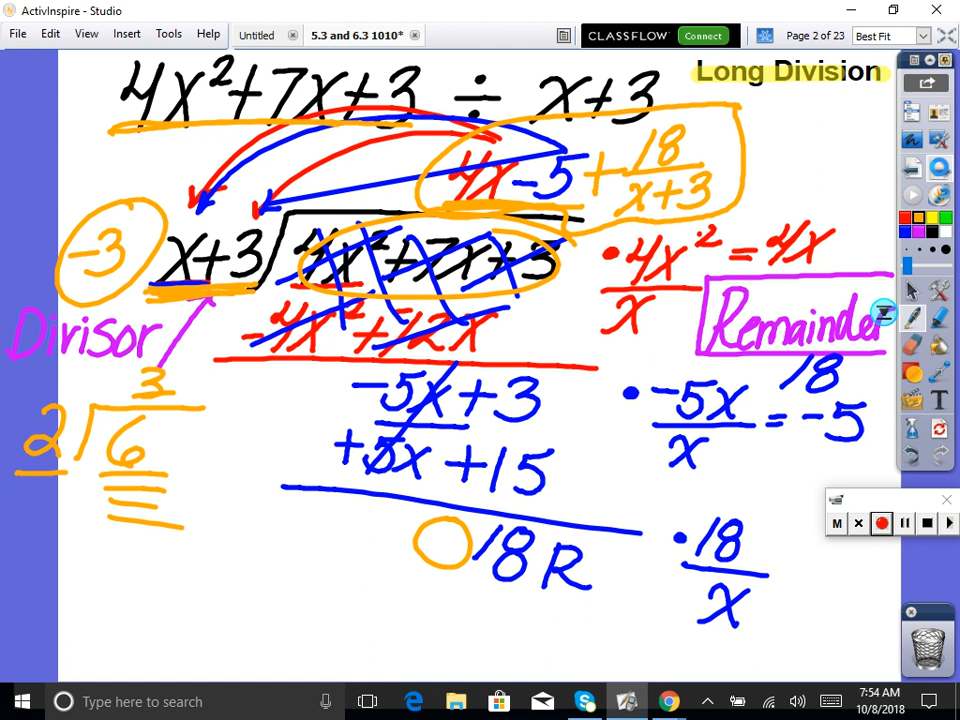 ActivInspire - Studio
File Edit View Insert Tools Help Untitled 5.3 and 6.3 1010* CLASSFLOW Connect Page 2 of 23 Best Fit
4x²+7x+3 ÷ x+3
Long Division
4x-5 + 18/(x+3)
-3 x+3 4x²+7x+3
• 4x²/x = 4x
-4x²+12x
Divisor
Remainder
18
-5x+3
• -5x/x = -5
3
2 6
+5x+15
18 R
• 18/x
M
Type here to search
7:54 AM
10/8/2018